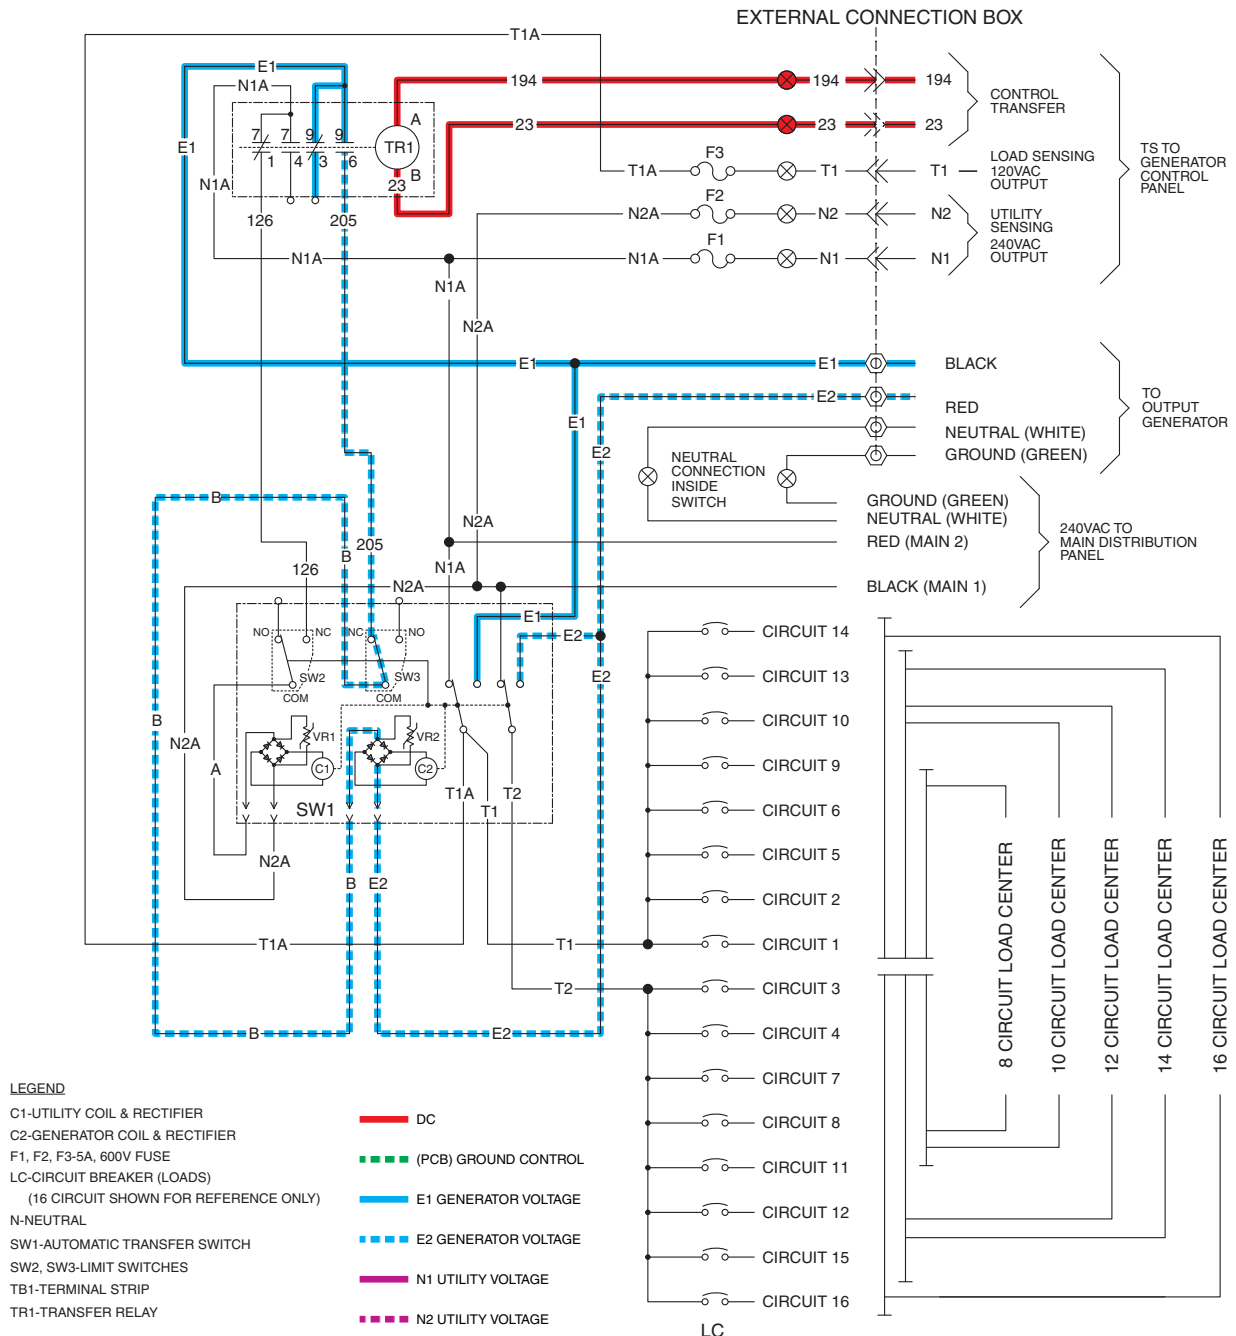 EXTERNAL CONNECTION BOX
T1A
E1
N1A
194
194
194
CONTROL
TRANSFER
A
23
23
23
7
7
9
9
1
4
3
6
TR1
B
23
E1
N1A
126
205
F3
T1A
T1
T1
LOAD SENSING
120VAC
OUTPUT
TS TO
GENERATOR
CONTROL
PANEL
F2
N2A
N2
N2
UTILITY
SENSING
240VAC
OUTPUT
F1
N1A
N1A
N1
N1
N1A
N2A
E1
E1
BLACK
E2
RED
TO
OUTPUT
GENERATOR
E1
NEUTRAL (WHITE)
E2
GROUND (GREEN)
NEUTRAL
CONNECTION
INSIDE
SWITCH
B
GROUND (GREEN)
NEUTRAL (WHITE)
N2A
205
B
RED (MAIN 2)
240VAC TO
MAIN DISTRIBUTION
PANEL
126
N1A
N2A
BLACK (MAIN 1)
E1
NO
NC
NC
NO
E2
SW2
SW3
COM
COM
E2
B
N2A
A
VR1
VR2
C1
C2
T1A
T1
T2
SW1
N2A
B
E2
T1A
T1
T2
B
E2
CIRCUIT 14
CIRCUIT 13
CIRCUIT 10
CIRCUIT 9
CIRCUIT 6
CIRCUIT 5
CIRCUIT 2
CIRCUIT 1
CIRCUIT 3
CIRCUIT 4
CIRCUIT 7
CIRCUIT 8
CIRCUIT 11
CIRCUIT 12
CIRCUIT 15
CIRCUIT 16
LC
8 CIRCUIT LOAD CENTER
10 CIRCUIT LOAD CENTER
12 CIRCUIT LOAD CENTER
14 CIRCUIT LOAD CENTER
16 CIRCUIT LOAD CENTER
LEGEND
C1-UTILITY COIL & RECTIFIER
C2-GENERATOR COIL & RECTIFIER
F1, F2, F3-5A, 600V FUSE
LC-CIRCUIT BREAKER (LOADS)
(16 CIRCUIT SHOWN FOR REFERENCE ONLY)
N-NEUTRAL
SW1-AUTOMATIC TRANSFER SWITCH
SW2, SW3-LIMIT SWITCHES
TB1-TERMINAL STRIP
TR1-TRANSFER RELAY
DC
(PCB) GROUND CONTROL
E1 GENERATOR VOLTAGE
E2 GENERATOR VOLTAGE
N1 UTILITY VOLTAGE
N2 UTILITY VOLTAGE